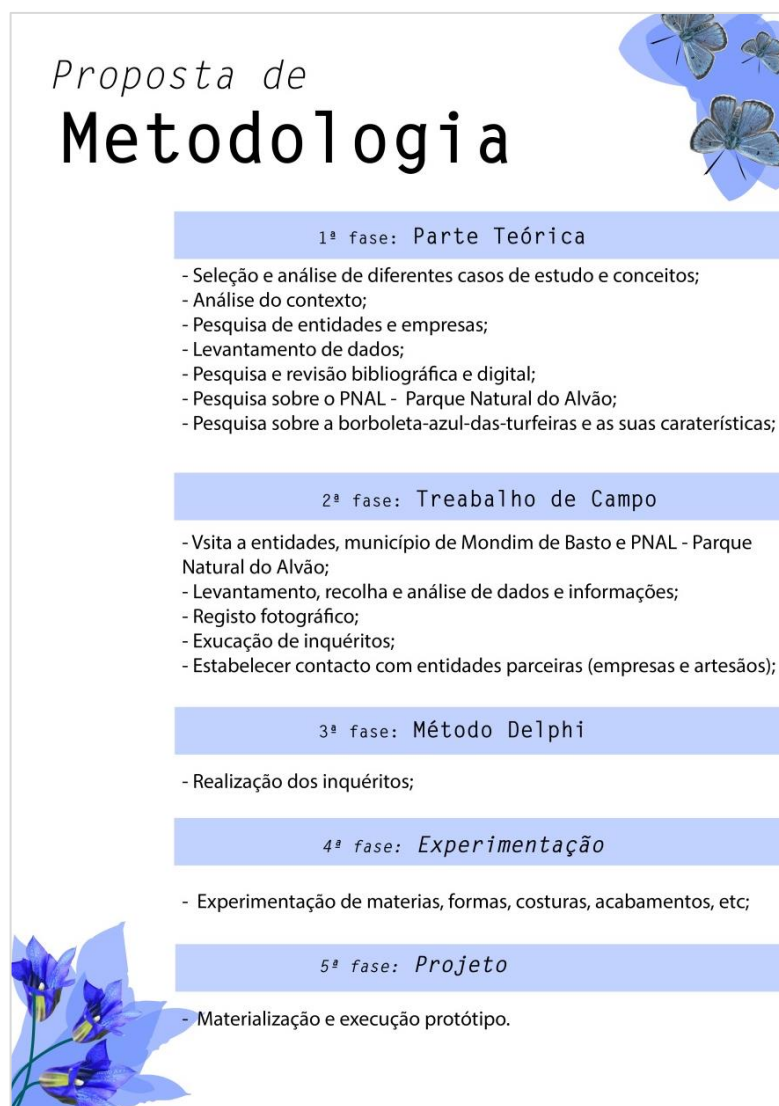 Proposta de
Metodologia
1ª fase: Parte Teórica
- Seleção e análise de diferentes casos de estudo e conceitos;
- Análise do contexto;
- Pesquisa de entidades e empresas;
- Levantamento de dados;
- Pesquisa e revisão bibliográfica e digital;
- Pesquisa sobre o PNAL - Parque Natural do Alvão;
- Pesquisa sobre a borboleta-azul-das-turfeiras e as suas caraterísticas;
2ª fase: Treabalho de Campo
- Vsita a entidades, município de Mondim de Basto e PNAL - Parque
Natural do Alvão;
- Levantamento, recolha e análise de dados e informações;
- Registo fotográfico;
- Exucação de inquéritos;
- Estabelecer contacto com entidades parceiras (empresas e artesãos);
3ª fase: Método Delphi
- Realização dos inquéritos;
4ª fase: Experimentação
- Experimentação de materias, formas, costuras, acabamentos, etc;
5ª fase: Projeto
- Materialização e execução protótipo.